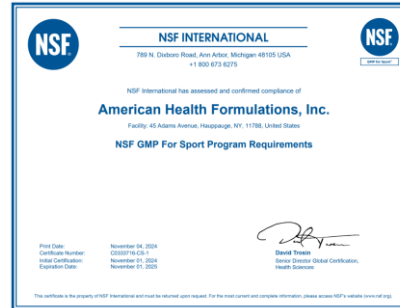 NSF.
NSF INTERNATIONAL
NSF.
789 N. Dixboro Road, Ann Arbor, Michigan 48105 USA
+1 800 673 6275
GMP for Sport
NSF International has assessed and confirmed compliance of
American Health Formulations, Inc.
Facility: 45 Adams Avenue, Hauppauge, NY, 11788, United States
NSF GMP For Sport Program Requirements
Print Date: November 04, 2024
Certificate Number: C0320716-CS-1
Initial Certification: November 01, 2024
Expiration Date: November 01, 2025
David Trosin
Senior Director Global Certification,
Health Sciences
This certificate is the property of NSF International and must be returned upon request. For the most current and complete information, please access NSF's website (www.nsf.org)